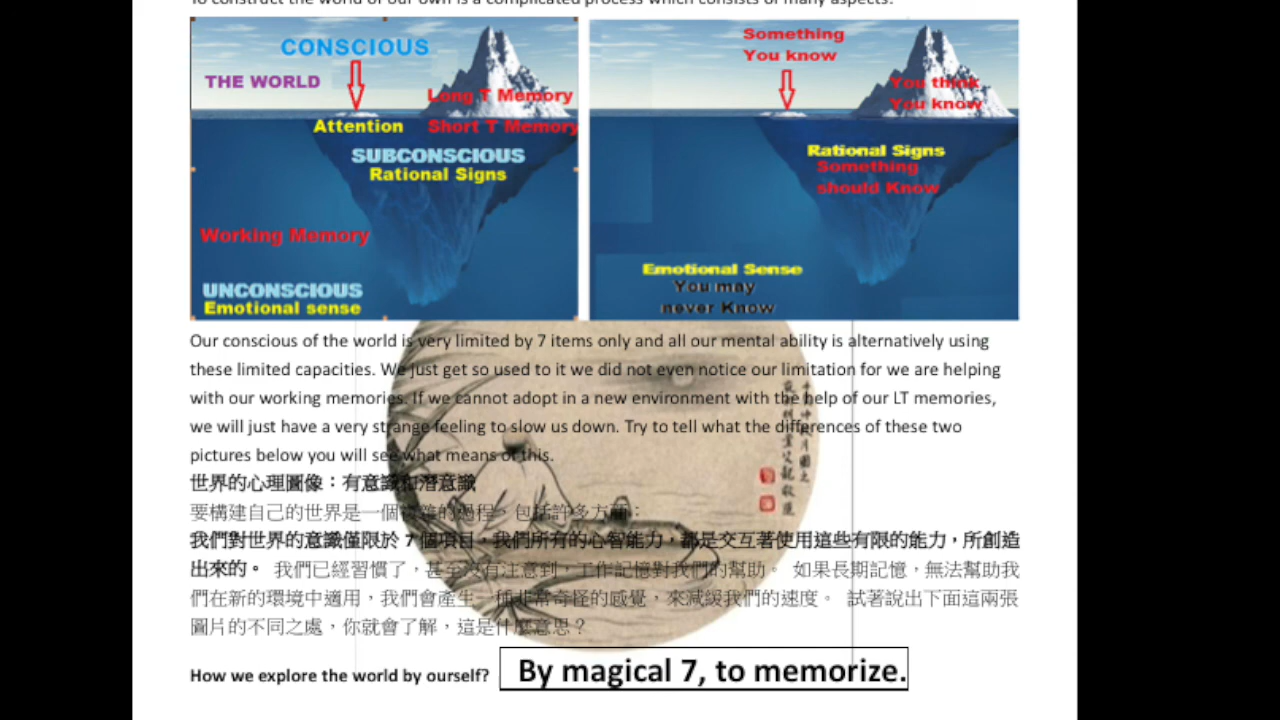 To construct the world of our own is a complicated process which consists of many aspects:
CONSCIOUS
THE WORLD
Long T Memory
Attention
Short T Memory
SUBCONSCIOUS
Rational Signs
Working Memory
UNCONSCIOUS
Emotional sense
Something
You know
You think
You know
Rational Signs
Something
should Know
Emotional Sense
You may
never Know
Our conscious of the world is very limited by 7 items only and all our mental ability is alternatively using
these limited capacities. We just get so used to it we did not even notice our limitation for we are helping
with our working memories. If we cannot adopt in a new environment with the help of our LT memories,
we will just have a very strange feeling to slow us down. Try to tell what the differences of these two
pictures below you will see what means of this.
世界的心理圖像：有意識和潛意識
要構建自己的世界是一個複雜的過程，包括許多方面：
我們對世界的意識僅限於 7 個項目，我們所有的心智能力，都是交互著使用這些有限的能力，所創造
出來的。 我們已經習慣了，甚至沒有注意到，工作記憶對我們的幫助。 如果長期記憶，無法幫助我
們在新的環境中適用，我們會產生一種非常奇怪的感覺，來減緩我們的速度。 試著說出下面這兩張
圖片的不同之處，你就會了解，這是什麼意思？
How we explore the world by ourself?
By magical 7, to memorize.